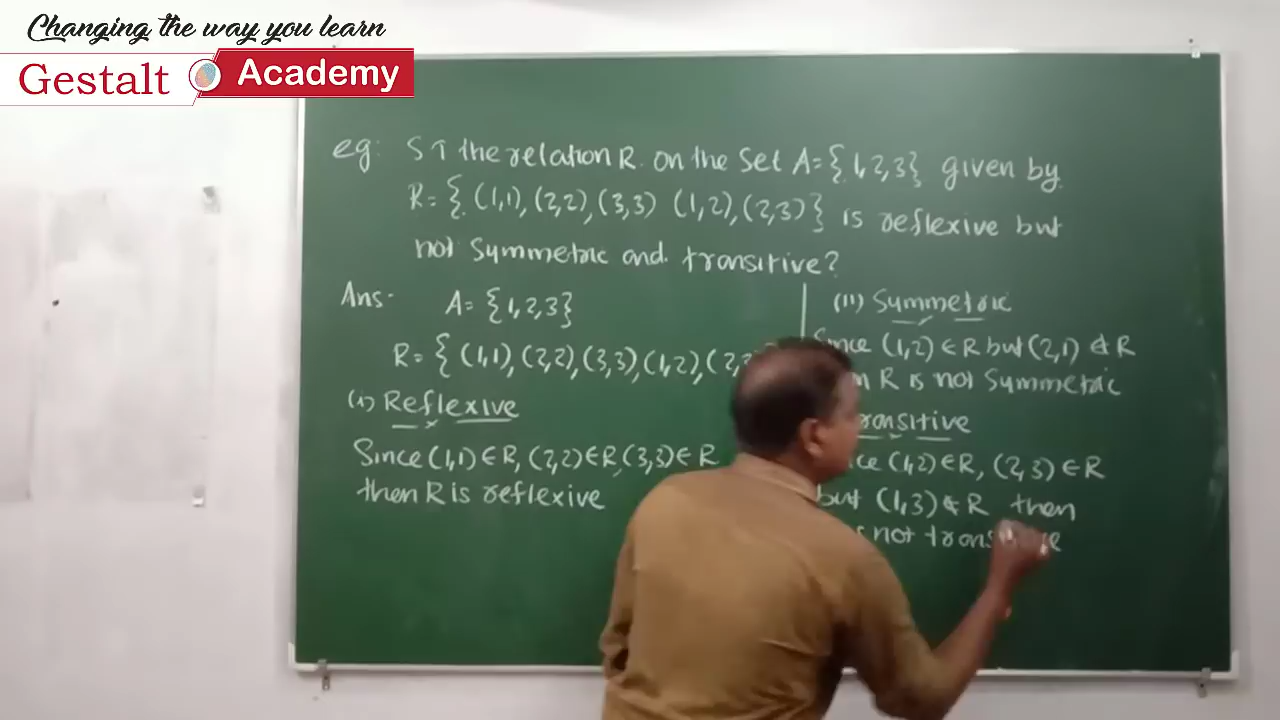 Changing the way you learn
Gestalt Academy
eg: ST the relation R on the set A={1,2,3} given by
R={(1,1),(2,2),(3,3) (1,2),(2,3)} is reflexive but
not symmetric and transitive?
Ans:- A={1,2,3}
R={(1,1),(2,2),(3,3),(1,2),(2,3
(i) Reflexive
Since (1,1)∈R,(2,2)∈R,(3,3)∈R
then R is reflexive
(ii) Symmetric
(1,2)∈R but (2,1)∉R
R is not symmetric
(1,2)∈R, (2,3)∈R
but (1,3)∉R then
not